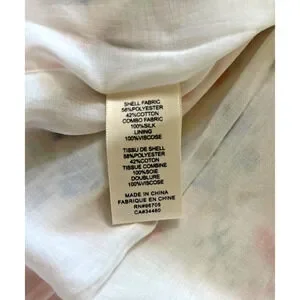 SHELL FABRIC
58%POLYESTER
42%COTTON
COMBO FABRIC
100%SILK
LINING
100%VISCOSE
TISSU DE SHELL
58%POLYESTER
42%COTON
TISSUE COMBINE
100%SOIE
DOUBLURE
100%VISCOSE
MADE IN CHINA
FABRIQUE EN CHINE
RN#96705
CA#34460